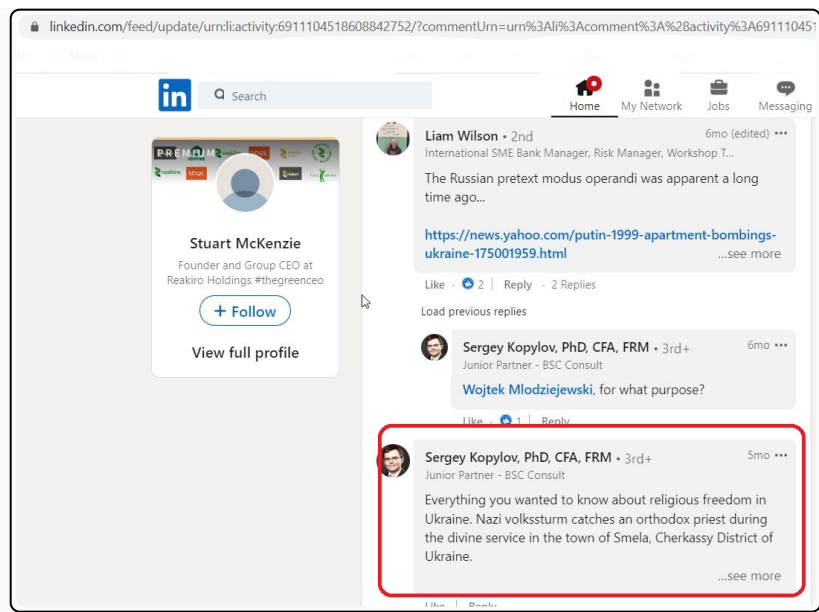 linkedin.com/feed/update/urn:li:activity:6911104518608842752/?commentUrn=urn%3Ali%3Acomment%3A%28activity%3A691110451
in
Search
Home
My Network
Jobs
Messaging
PREMIUM
Stuart McKenzie
Founder and Group CEO at
Reakiro Holdings #thegreenceo
+ Follow
View full profile
Liam Wilson • 2nd
6mo (edited) •••
International SME Bank Manager, Risk Manager, Workshop T...
The Russian pretext modus operandi was apparent a long
time ago...
https://news.yahoo.com/putin-1999-apartment-bombings-
ukraine-175001959.html ...see more
Like · 2 | Reply · 2 Replies
Load previous replies
Sergey Kopylov, PhD, CFA, FRM • 3rd+
6mo •••
Junior Partner - BSC Consult
Wojtek Mlodziejewski, for what purpose?
Like · 1 | Reply
Sergey Kopylov, PhD, CFA, FRM • 3rd+
5mo •••
Junior Partner - BSC Consult
Everything you wanted to know about religious freedom in
Ukraine. Nazi volkssturm catches an orthodox priest during
the divine service in the town of Smela, Cherkassy District of
Ukraine.
...see more
Like | Reply